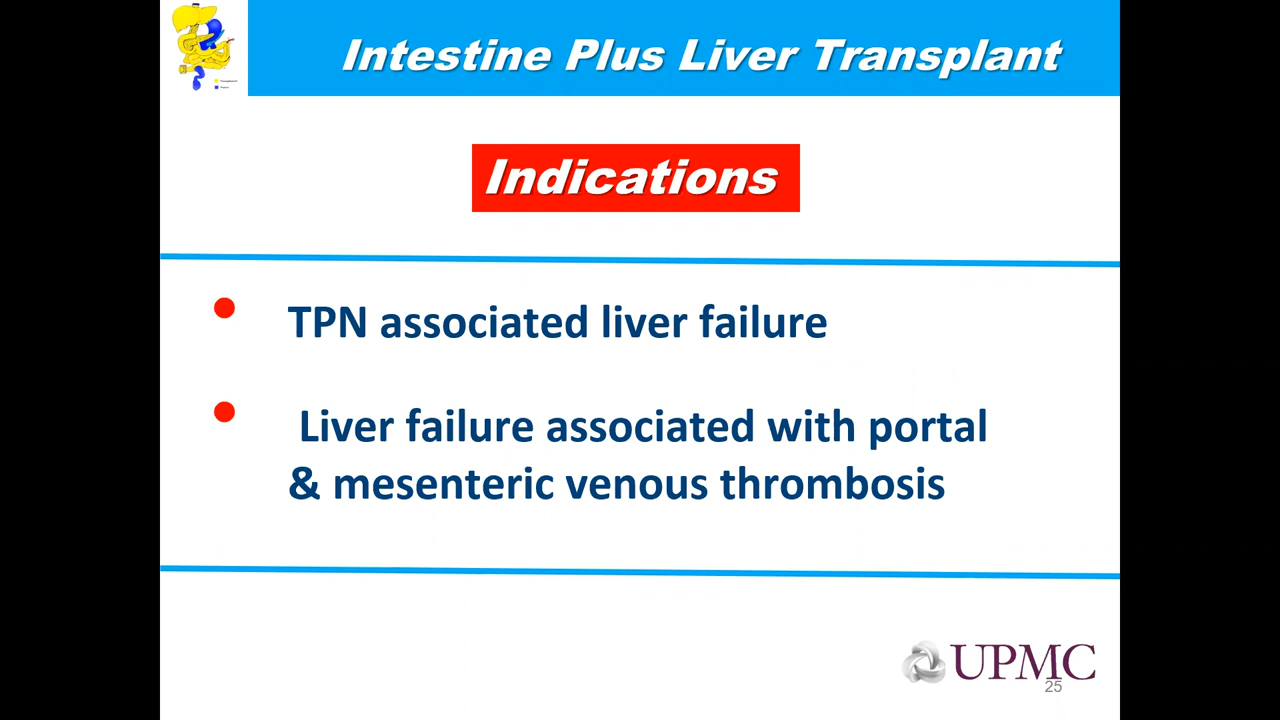 Intestine Plus Liver Transplant
Indications
• TPN associated liver failure
• Liver failure associated with portal
& mesenteric venous thrombosis
UPMC
25